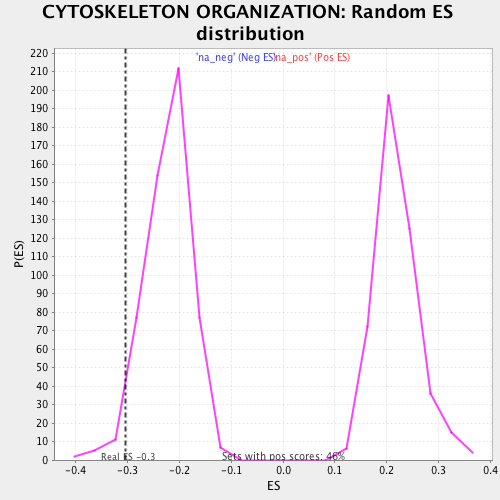 CYTOSKELETON ORGANIZATION: Random ES
distribution
'na_neg' (Neg ES)
'na_pos' (Pos ES)
220
210
200
190
180
170
160
150
140
130
120
110
100
90
80
70
60
50
40
30
20
10
0
P(ES)
Real ES -0.3
Sets with pos scores: 46%
-0.4 -0.3 -0.2 -0.1 0.0 0.1 0.2 0.3 0.4
ES